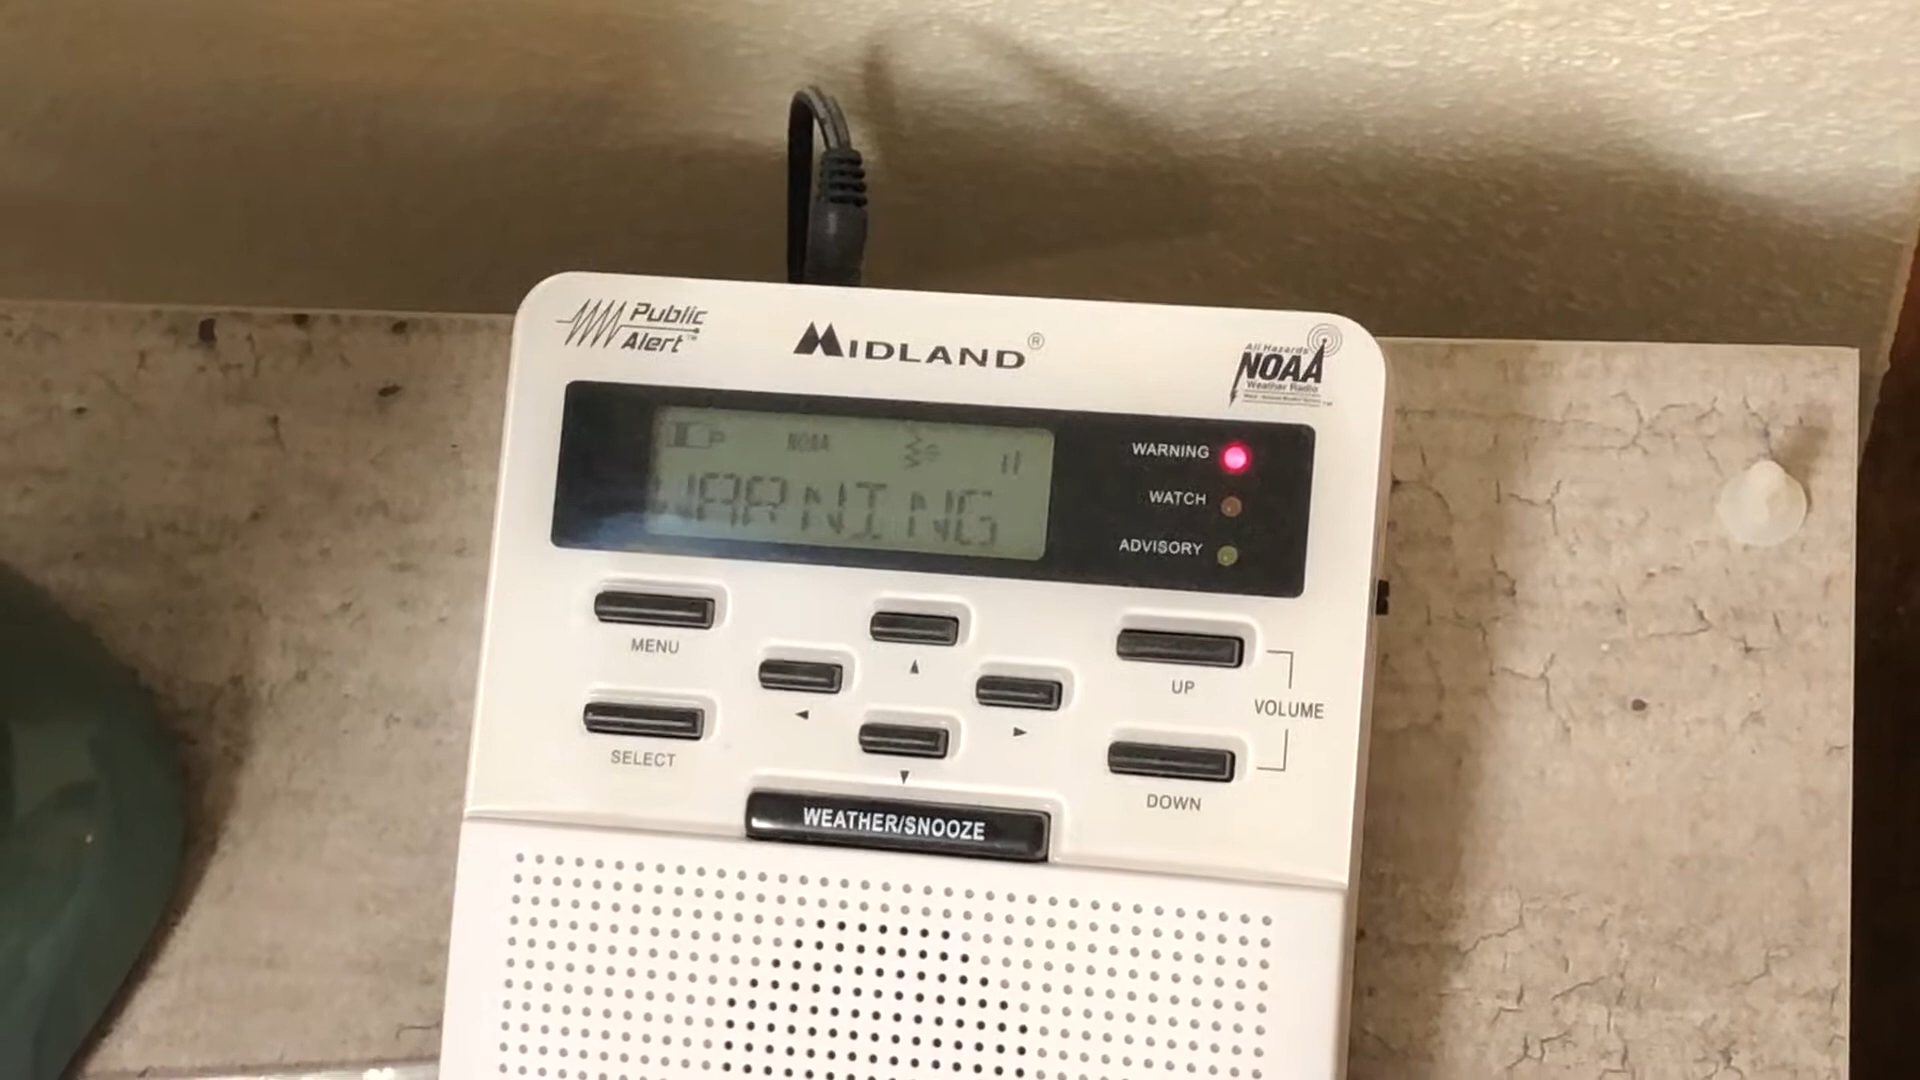 Public
Alert™
MIDLAND®
All Hazards
NOAA
Weather Radio
NOAA
WARNING
WARNING
WATCH
ADVISORY
MENU
SELECT
UP
VOLUME
DOWN
WEATHER/SNOOZE